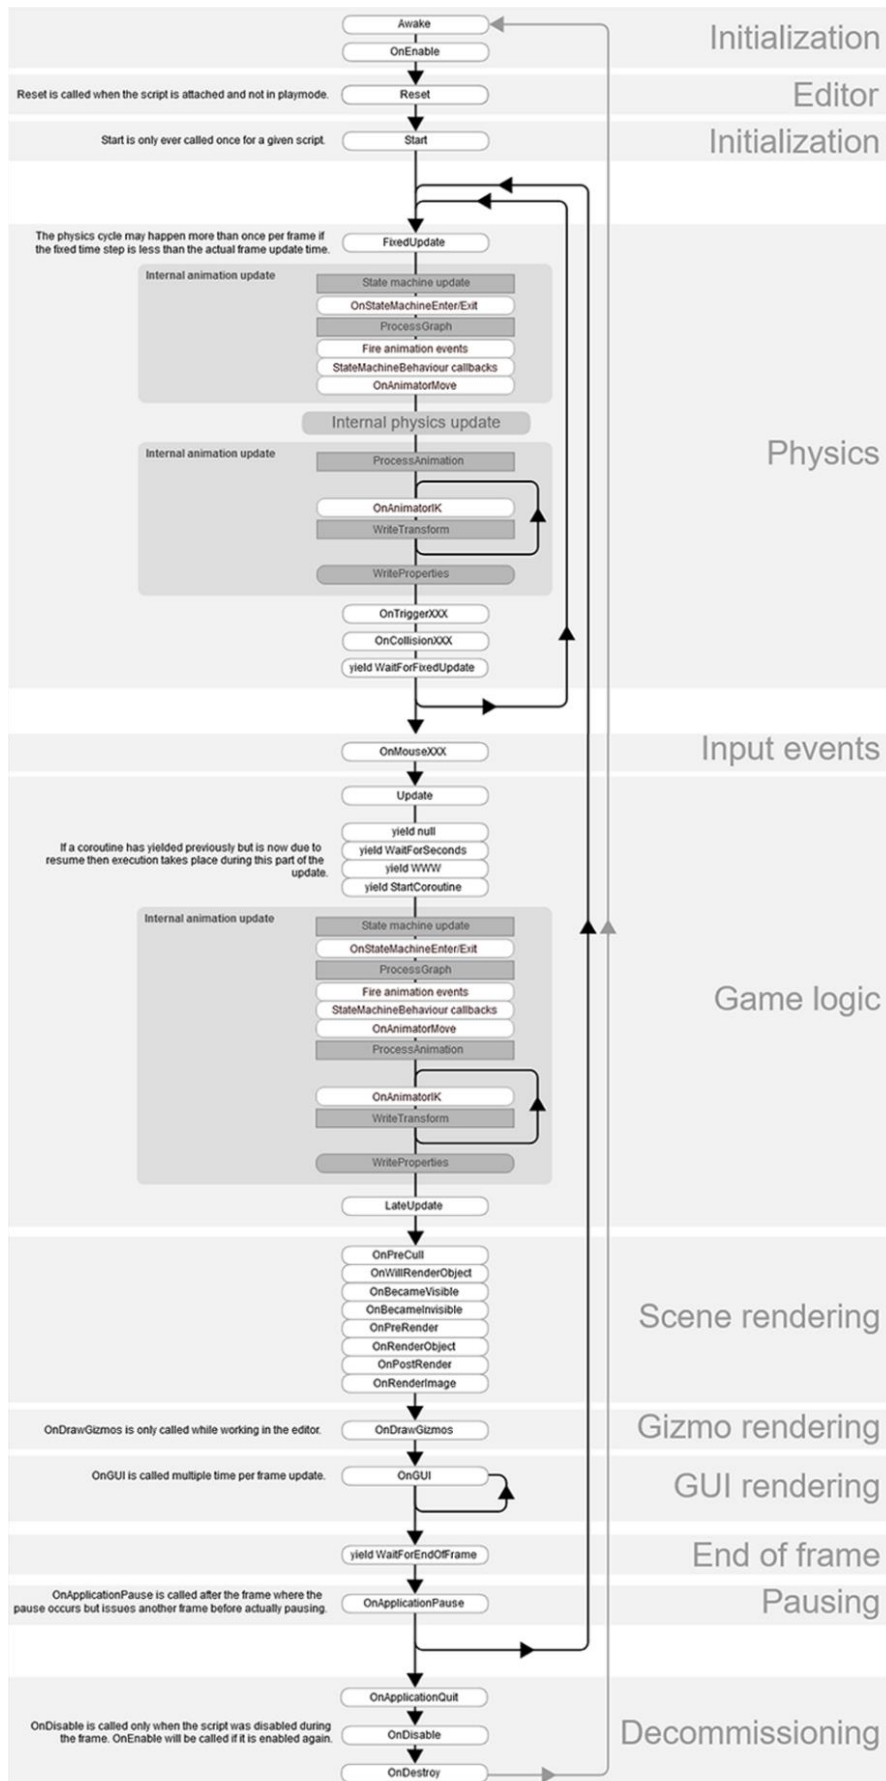 Awake
OnEnable
Initialization
Reset is called when the script is attached and not in playmode.
Reset
Editor
Start is only ever called once for a given script.
Start
Initialization
The physics cycle may happen more than once per frame if
the fixed time step is less than the actual frame update time.
FixedUpdate
Internal animation update
State machine update
OnStateMachineEnter/Exit
ProcessGraph
Fire animation events
StateMachineBehaviour callbacks
OnAnimatorMove
Internal physics update
Physics
Internal animation update
ProcessAnimation
OnAnimatorIK
WriteTransform
WriteProperties
OnTriggerXXX
OnCollisionXXX
yield WaitForFixedUpdate
OnMouseXXX
Input events
Update
yield null
If a coroutine has yielded previously but is now due to
resume then execution takes place during this part of the
update.
yield WaitForSeconds
yield WWW
yield StartCoroutine
Internal animation update
State machine update
OnStateMachineEnter/Exit
ProcessGraph
Fire animation events
StateMachineBehaviour callbacks
OnAnimatorMove
ProcessAnimation
Game logic
OnAnimatorIK
WriteTransform
WriteProperties
LateUpdate
OnPreCull
OnWillRenderObject
OnBecameVisible
OnBecameInvisible
OnPreRender
OnRenderObject
OnPostRender
OnRenderImage
Scene rendering
OnDrawGizmos is only called while working in the editor.
OnDrawGizmos
Gizmo rendering
OnGUI is called multiple time per frame update.
OnGUI
GUI rendering
yield WaitForEndOfFrame
End of frame
OnApplicationPause is called after the frame where the
pause occurs but issues another frame before actually pausing.
OnApplicationPause
Pausing
OnApplicationQuit
OnDisable is called only when the script was disabled during
the frame. OnEnable will be called if it is enabled again.
OnDisable
Decommissioning
OnDestroy